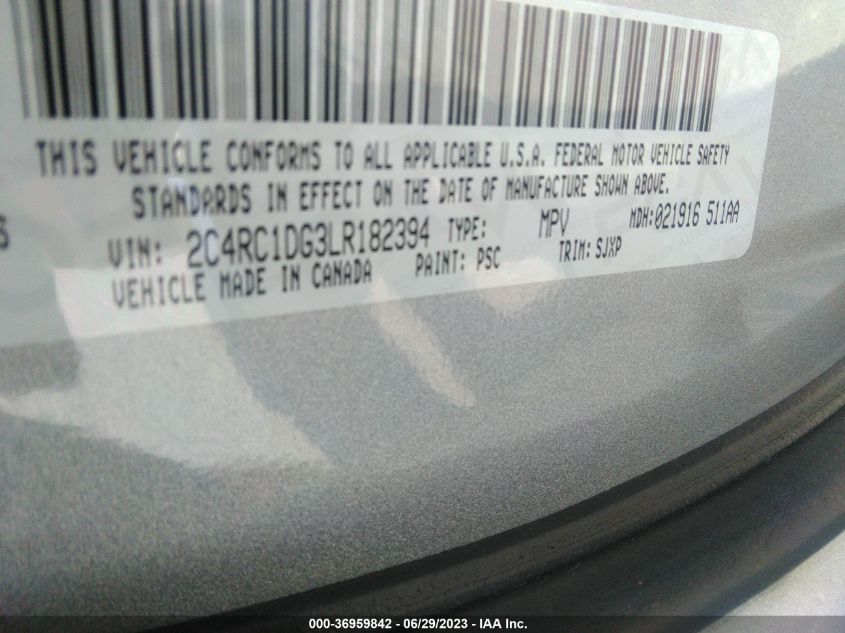 THIS VEHICLE CONFORMS TO ALL APPLICABLE U.S.A. FEDERAL MOTOR VEHICLE SAFETY
STANDARDS IN EFFECT ON THE DATE OF MANUFACTURE SHOWN ABOVE.
VIN: 2C4RC1DG3LR182394 TYPE: MPV MDH:021916 511AA
VEHICLE MADE IN CANADA PAINT: PSC TRIM: SJXP
000-36959842 - 06/29/2023 - IAA Inc.